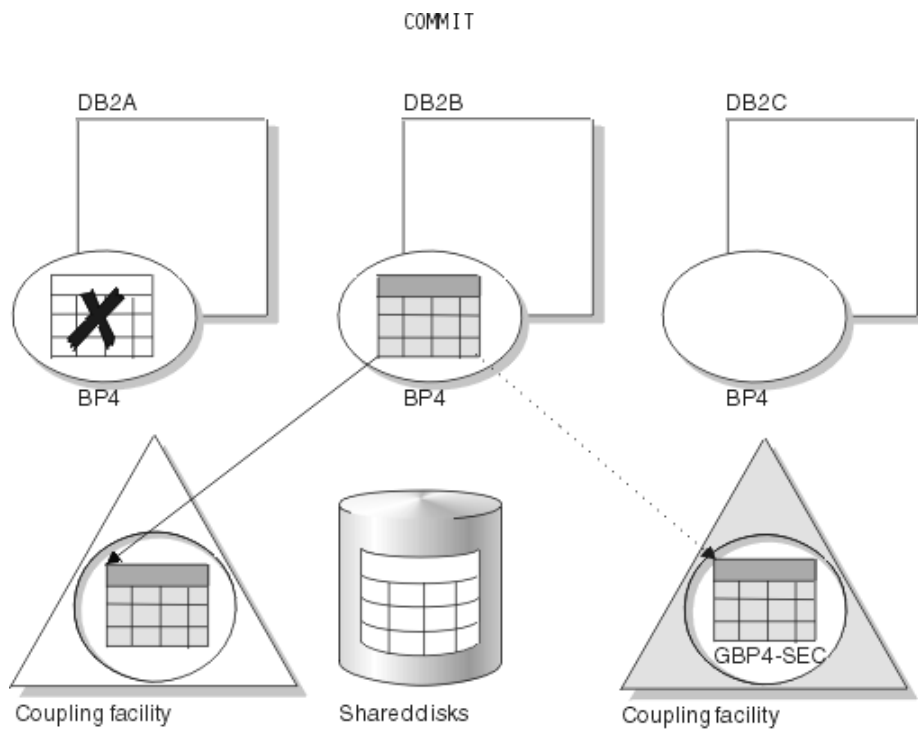 COMMIT
DB2A
DB2B
DB2C
BP4
BP4
BP4
GBP4-SEC
Coupling facility
Shareddisks
Coupling facility